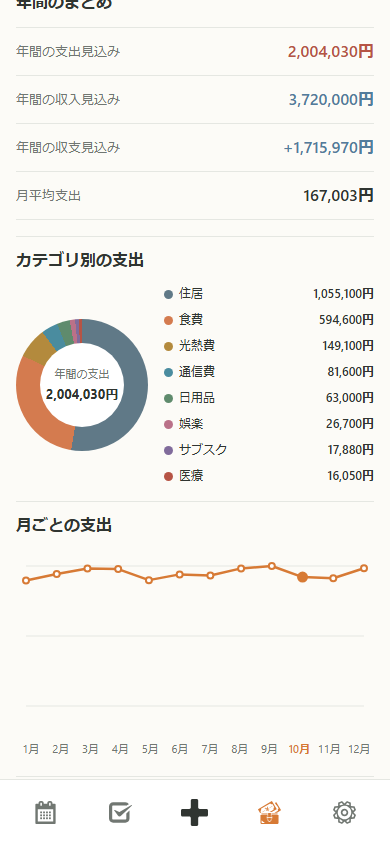 年間のまとめ
年間の支出見込み 2,004,030円
年間の収入見込み 3,720,000円
年間の収支見込み +1,715,970円
月平均支出 167,003円
カテゴリ別の支出
年間の支出
2,004,030円
住居 1,055,100円
食費 594,600円
光熱費 149,100円
通信費 81,600円
日用品 63,000円
娯楽 26,700円
サブスク 17,880円
医療 16,050円
月ごとの支出
1月 2月 3月 4月 5月 6月 7月 8月 9月 10月 11月 12月